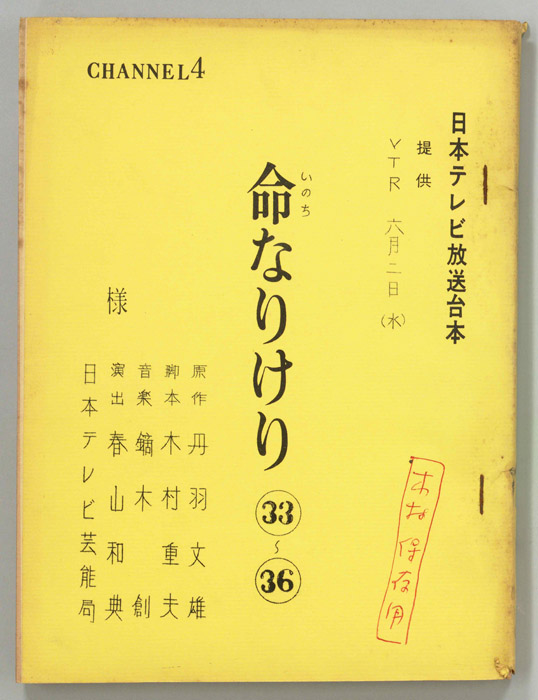 CHANNEL4
日本テレビ放送台本
提供
VTR 六月二日(水)
命なりけり 33〜36
いのち
原作 丹羽文雄
脚本 木村重夫
音楽 鏑木創
演出 春山和典
日本テレビ芸能局
様
保存用